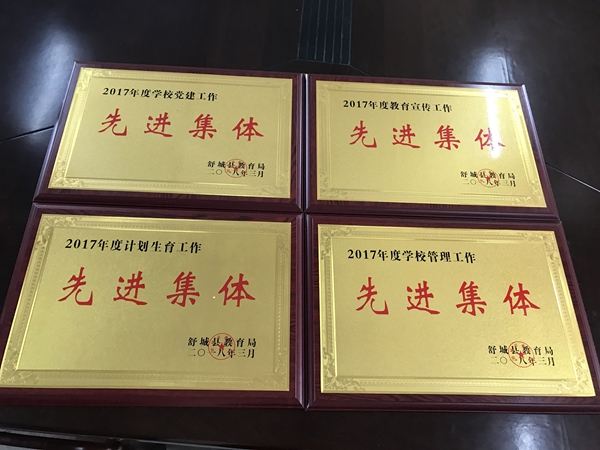 2017年度学校党建工作
先进集体
舒城县教育局
二〇一八年三月
2017年度教育宣传工作
先进集体
舒城县教育局
二〇一八年三月
2017年度计划生育工作
先进集体
舒城县教育局
二〇一八年三月
2017年度学校管理工作
先进集体
舒城县教育局
二〇一八年三月